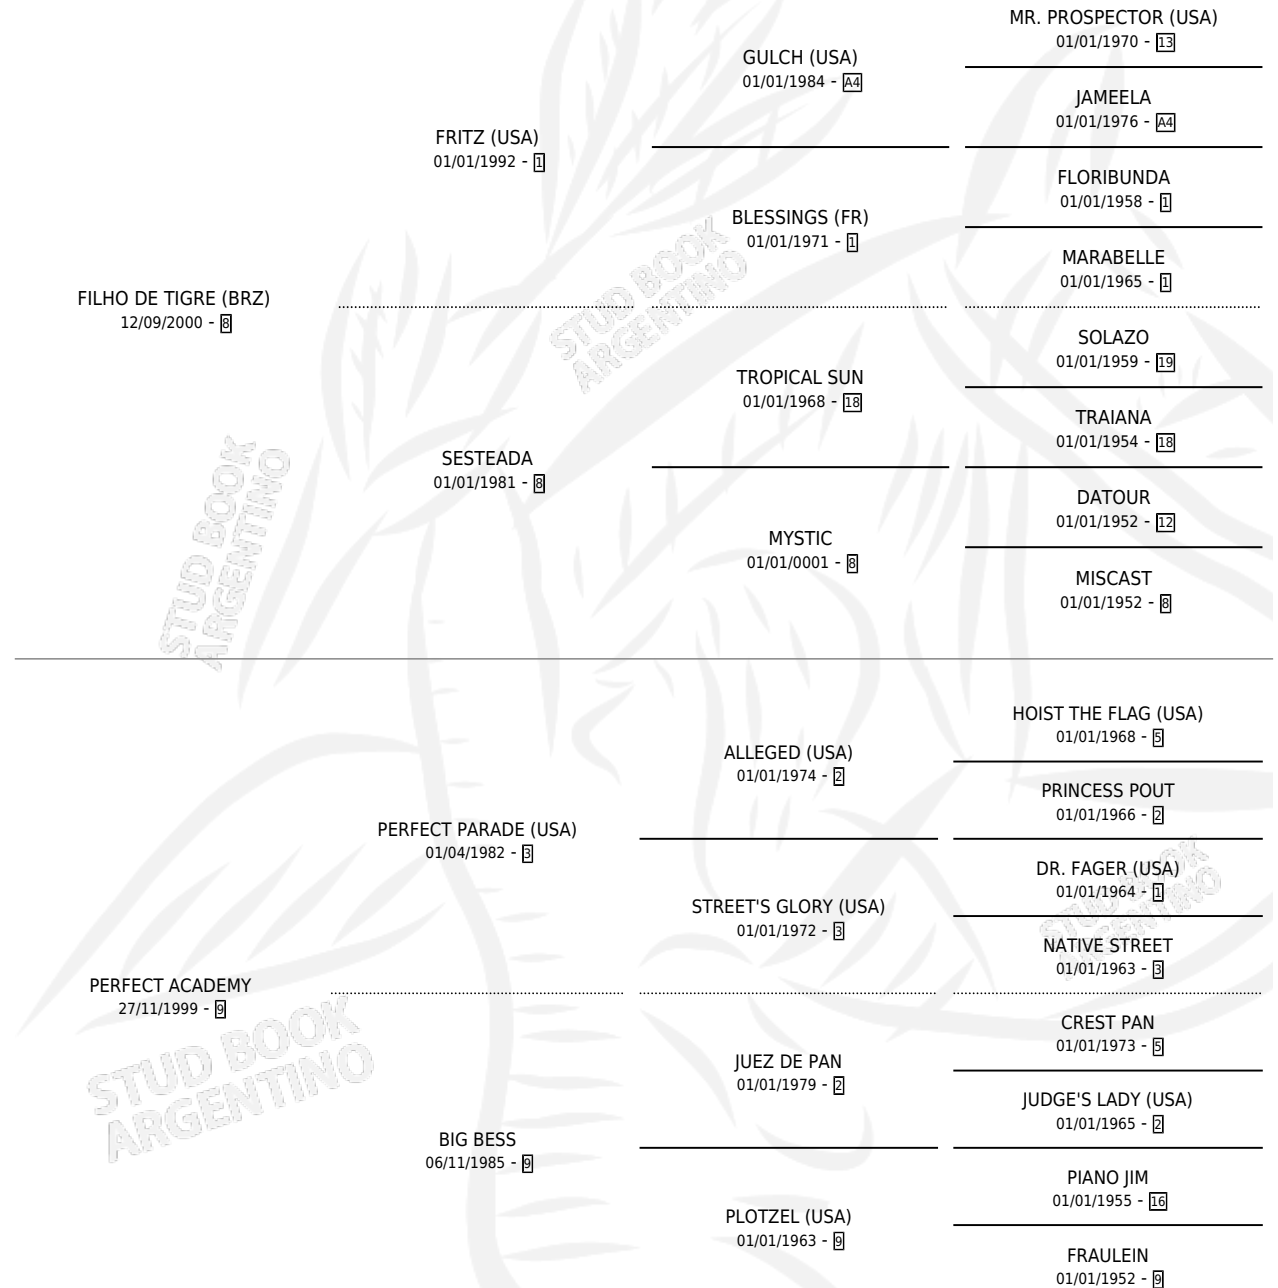 MR. PROSPECTOR (USA)
01/01/1970 - 13
GULCH (USA)
01/01/1984 - A4
JAMEELA
01/01/1976 - A4
FRITZ (USA)
01/01/1992 - 1
FLORIBUNDA
01/01/1958 - 1
BLESSINGS (FR)
01/01/1971 - 1
MARABELLE
01/01/1965 - 1
FILHO DE TIGRE (BRZ)
12/09/2000 - 8
STUD BOOK
ARGENTINO
SOLAZO
01/01/1959 - 19
TROPICAL SUN
01/01/1968 - 18
TRAIANA
01/01/1954 - 18
SESTEADA
01/01/1981 - 8
DATOUR
01/01/1952 - 12
MYSTIC
01/01/0001 - 8
MISCAST
01/01/1952 - 8
STUD BOOK
ARGENTINO
HOIST THE FLAG (USA)
01/01/1968 - 5
ALLEGED (USA)
01/01/1974 - 2
PRINCESS POUT
01/01/1966 - 2
PERFECT PARADE (USA)
01/04/1982 - 3
DR. FAGER (USA)
01/01/1964 - 1
STREET'S GLORY (USA)
01/01/1972 - 3
STUD BOOK
ARGENTINO
NATIVE STREET
01/01/1963 - 3
PERFECT ACADEMY
27/11/1999 - 9
STUD BOOK
ARGENTINO
CREST PAN
01/01/1973 - 5
JUEZ DE PAN
01/01/1979 - 2
JUDGE'S LADY (USA)
01/01/1965 - 2
BIG BESS
06/11/1985 - 9
PIANO JIM
01/01/1955 - 16
PLOTZEL (USA)
01/01/1963 - 9
FRAULEIN
01/01/1952 - 9